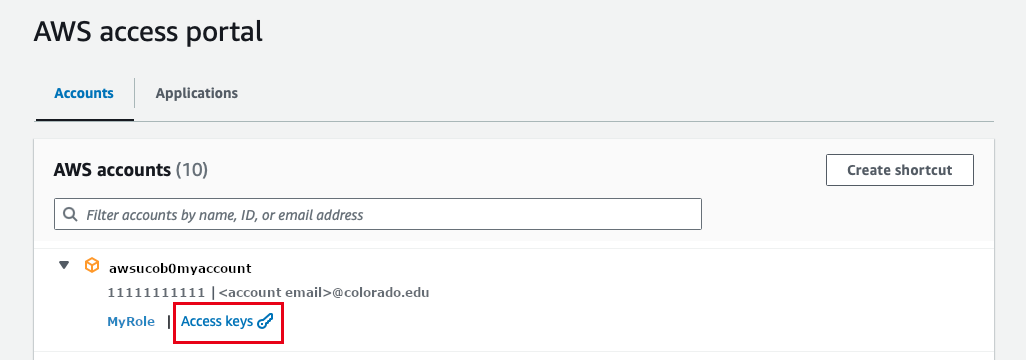 AWS access portal
Accounts Applications
AWS accounts (10) Create shortcut
Filter accounts by name, ID, or email address
awsucob0myaccount
11111111111 | <account email>@colorado.edu
MyRole | Access keys